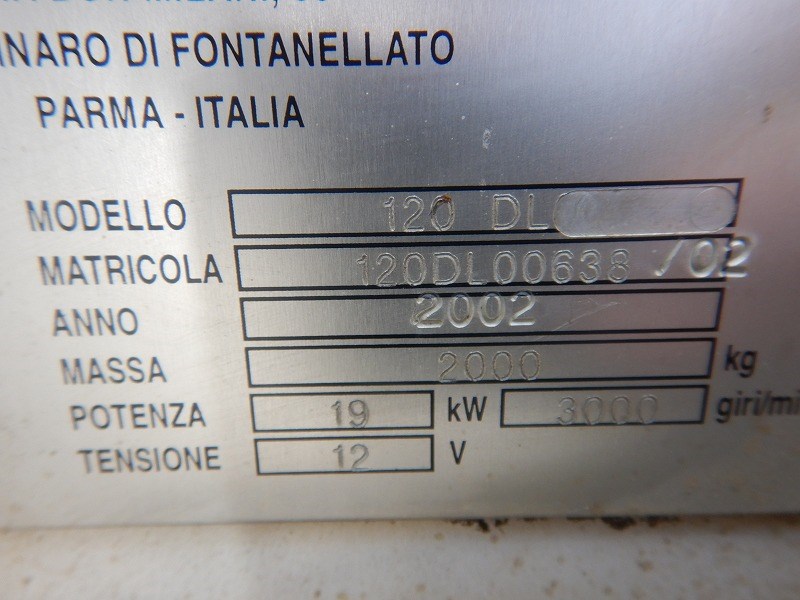 INARO DI FONTANELLATO
PARMA - ITALIA
MODELLO 120 DL
MATRICOLA 120DL00638 /02
ANNO 2002
MASSA 2000 kg
POTENZA 19 kW 3000 giri/mi
TENSIONE 12 V